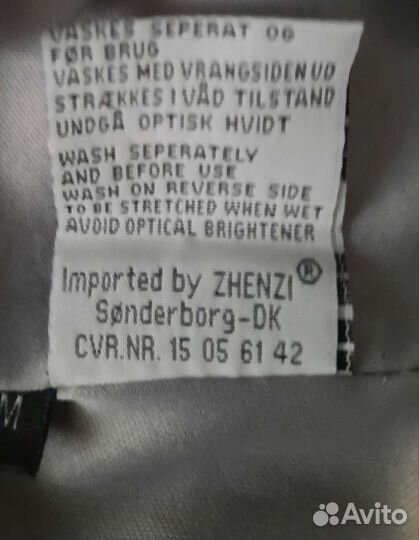 VASKES SEPERAT OG
FØR BRUG
VASKES MED VRANGSIDEN UD
STRÆKKES I VÅD TILSTAND
UNDGÅ OPTISK HVIDT
WASH SEPERATELY
AND BEFORE USE
WASH ON REVERSE SIDE
TO BE STRETCHED WHEN WET
AVOID OPTICAL BRIGHTENER
Imported by ZHENZI®
Sønderborg-DK
CVR.NR. 15 05 61 42
M
Avito